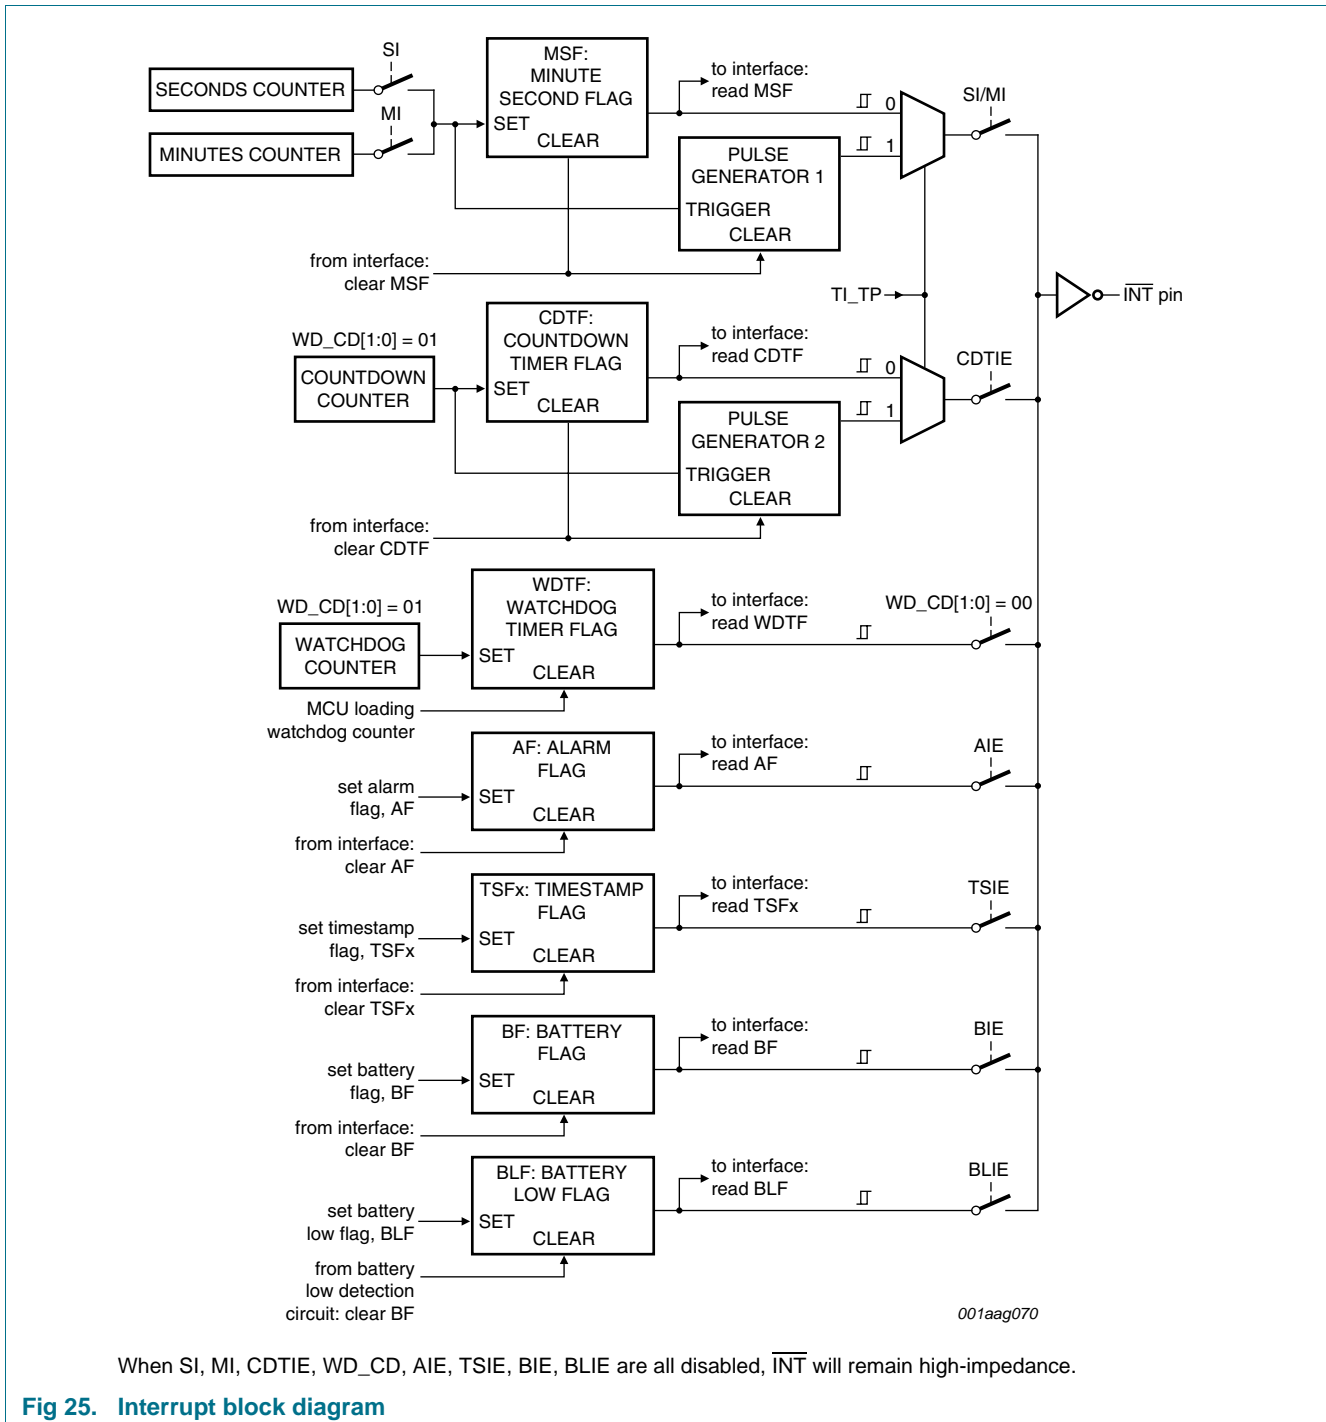 SI
SECONDS COUNTER
MI
MINUTES COUNTER
MSF:
MINUTE
SECOND FLAG
SET
CLEAR
to interface:
read MSF
0
1
SI/MI
PULSE
GENERATOR 1
TRIGGER
CLEAR
from interface:
clear MSF
TI_TP
INT pin
WD_CD[1:0] = 01
COUNTDOWN
COUNTER
CDTF:
COUNTDOWN
TIMER FLAG
SET
CLEAR
to interface:
read CDTF
0
1
CDTIE
PULSE
GENERATOR 2
TRIGGER
CLEAR
from interface:
clear CDTF
WD_CD[1:0] = 01
WATCHDOG
COUNTER
WDTF:
WATCHDOG
TIMER FLAG
SET
CLEAR
to interface:
read WDTF
WD_CD[1:0] = 00
MCU loading
watchdog counter
AF: ALARM
FLAG
SET
CLEAR
to interface:
read AF
AIE
set alarm
flag, AF
from interface:
clear AF
TSFx: TIMESTAMP
FLAG
SET
CLEAR
to interface:
read TSFx
TSIE
set timestamp
flag, TSFx
from interface:
clear TSFx
BF: BATTERY
FLAG
SET
CLEAR
to interface:
read BF
BIE
set battery
flag, BF
from interface:
clear BF
BLF: BATTERY
LOW FLAG
SET
CLEAR
to interface:
read BLF
BLIE
set battery
low flag, BLF
from battery
low detection
circuit: clear BF
001aag070
When SI, MI, CDTIE, WD_CD, AIE, TSIE, BIE, BLIE are all disabled, INT will remain high-impedance.
Fig 25. Interrupt block diagram